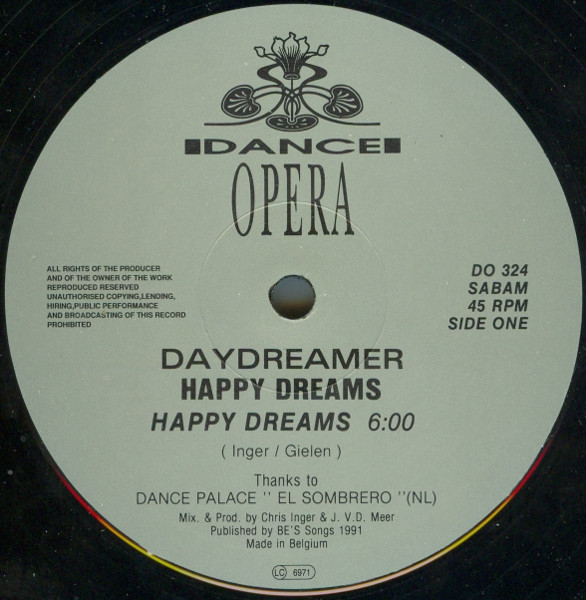 DANCE
OPERA
ALL RIGHTS OF THE PRODUCER
AND OF THE OWNER OF THE WORK
REPRODUCED RESERVED
UNAUTHORISED COPYING,LENDING,
HIRING,PUBLIC PERFORMANCE
AND BROADCASTING OF THIS RECORD
PROHIBITED
DO 324
SABAM
45 RPM
SIDE ONE
DAYDREAMER
HAPPY DREAMS
HAPPY DREAMS 6:00
( Inger / Gielen )
Thanks to
DANCE PALACE " EL SOMBRERO "(NL)
Mix. & Prod. by Chris Inger & J. V.D. Meer
Published by BE'S Songs 1991
Made in Belgium
LC 6971